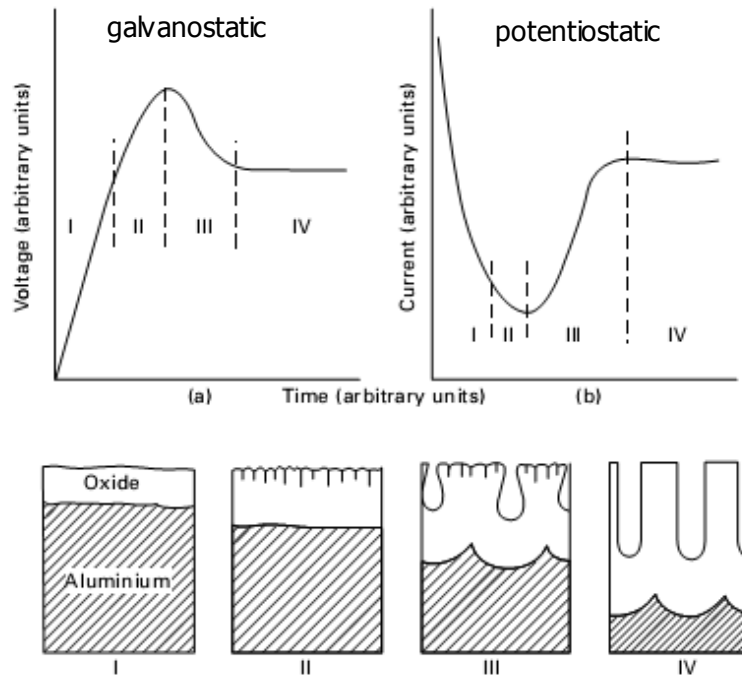 galvanostatic
potentiostatic
Voltage (arbitrary units)
I
II
III
IV
Current (arbitrary units)
I
II
III
IV
(a)
Time (arbitrary units)
(b)
Oxide
Aluminium
I
II
III
IV